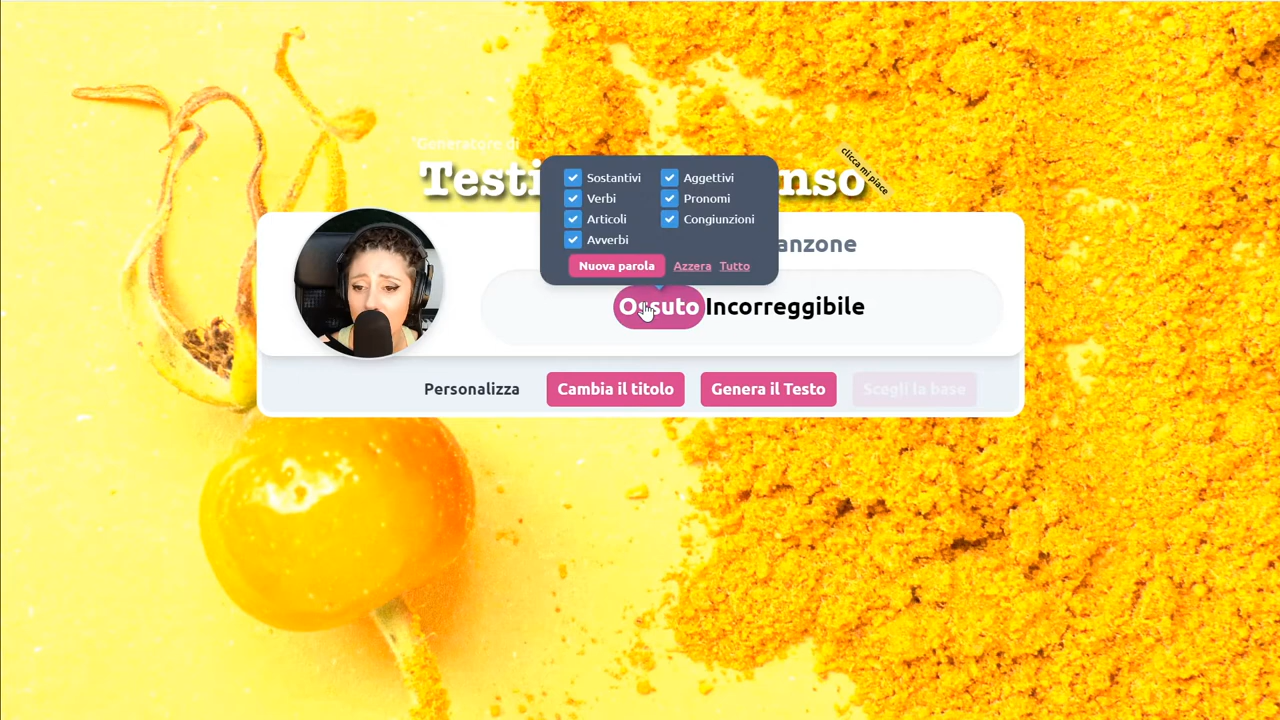 "Generatore di
Testi nso
clicca mi piace
Sostantivi Aggettivi
Verbi Pronomi
Articoli Congiunzioni
Avverbi
Nuova parola Azzera Tutto
anzone
Ossuto Incorreggibile
Personalizza Cambia il titolo Genera il Testo Scegli la base